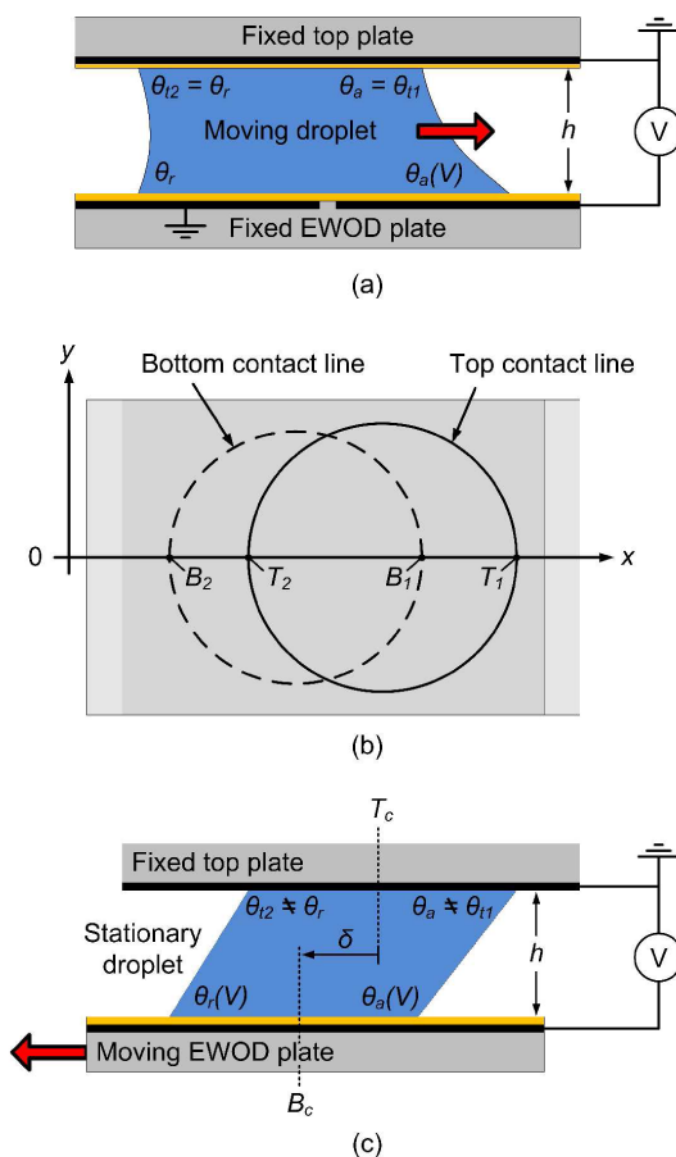 Fixed top plate
θt2 = θr
θa = θt1
Moving droplet
h
V
θr
θa(V)
Fixed EWOD plate
(a)
y
Bottom contact line
Top contact line
0
B2
T2
B1
T1
x
(b)
Tc
Fixed top plate
θt2 ≠ θr
θa ≠ θt1
Stationary
droplet
δ
h
V
θr(V)
θa(V)
Moving EWOD plate
Bc
(c)